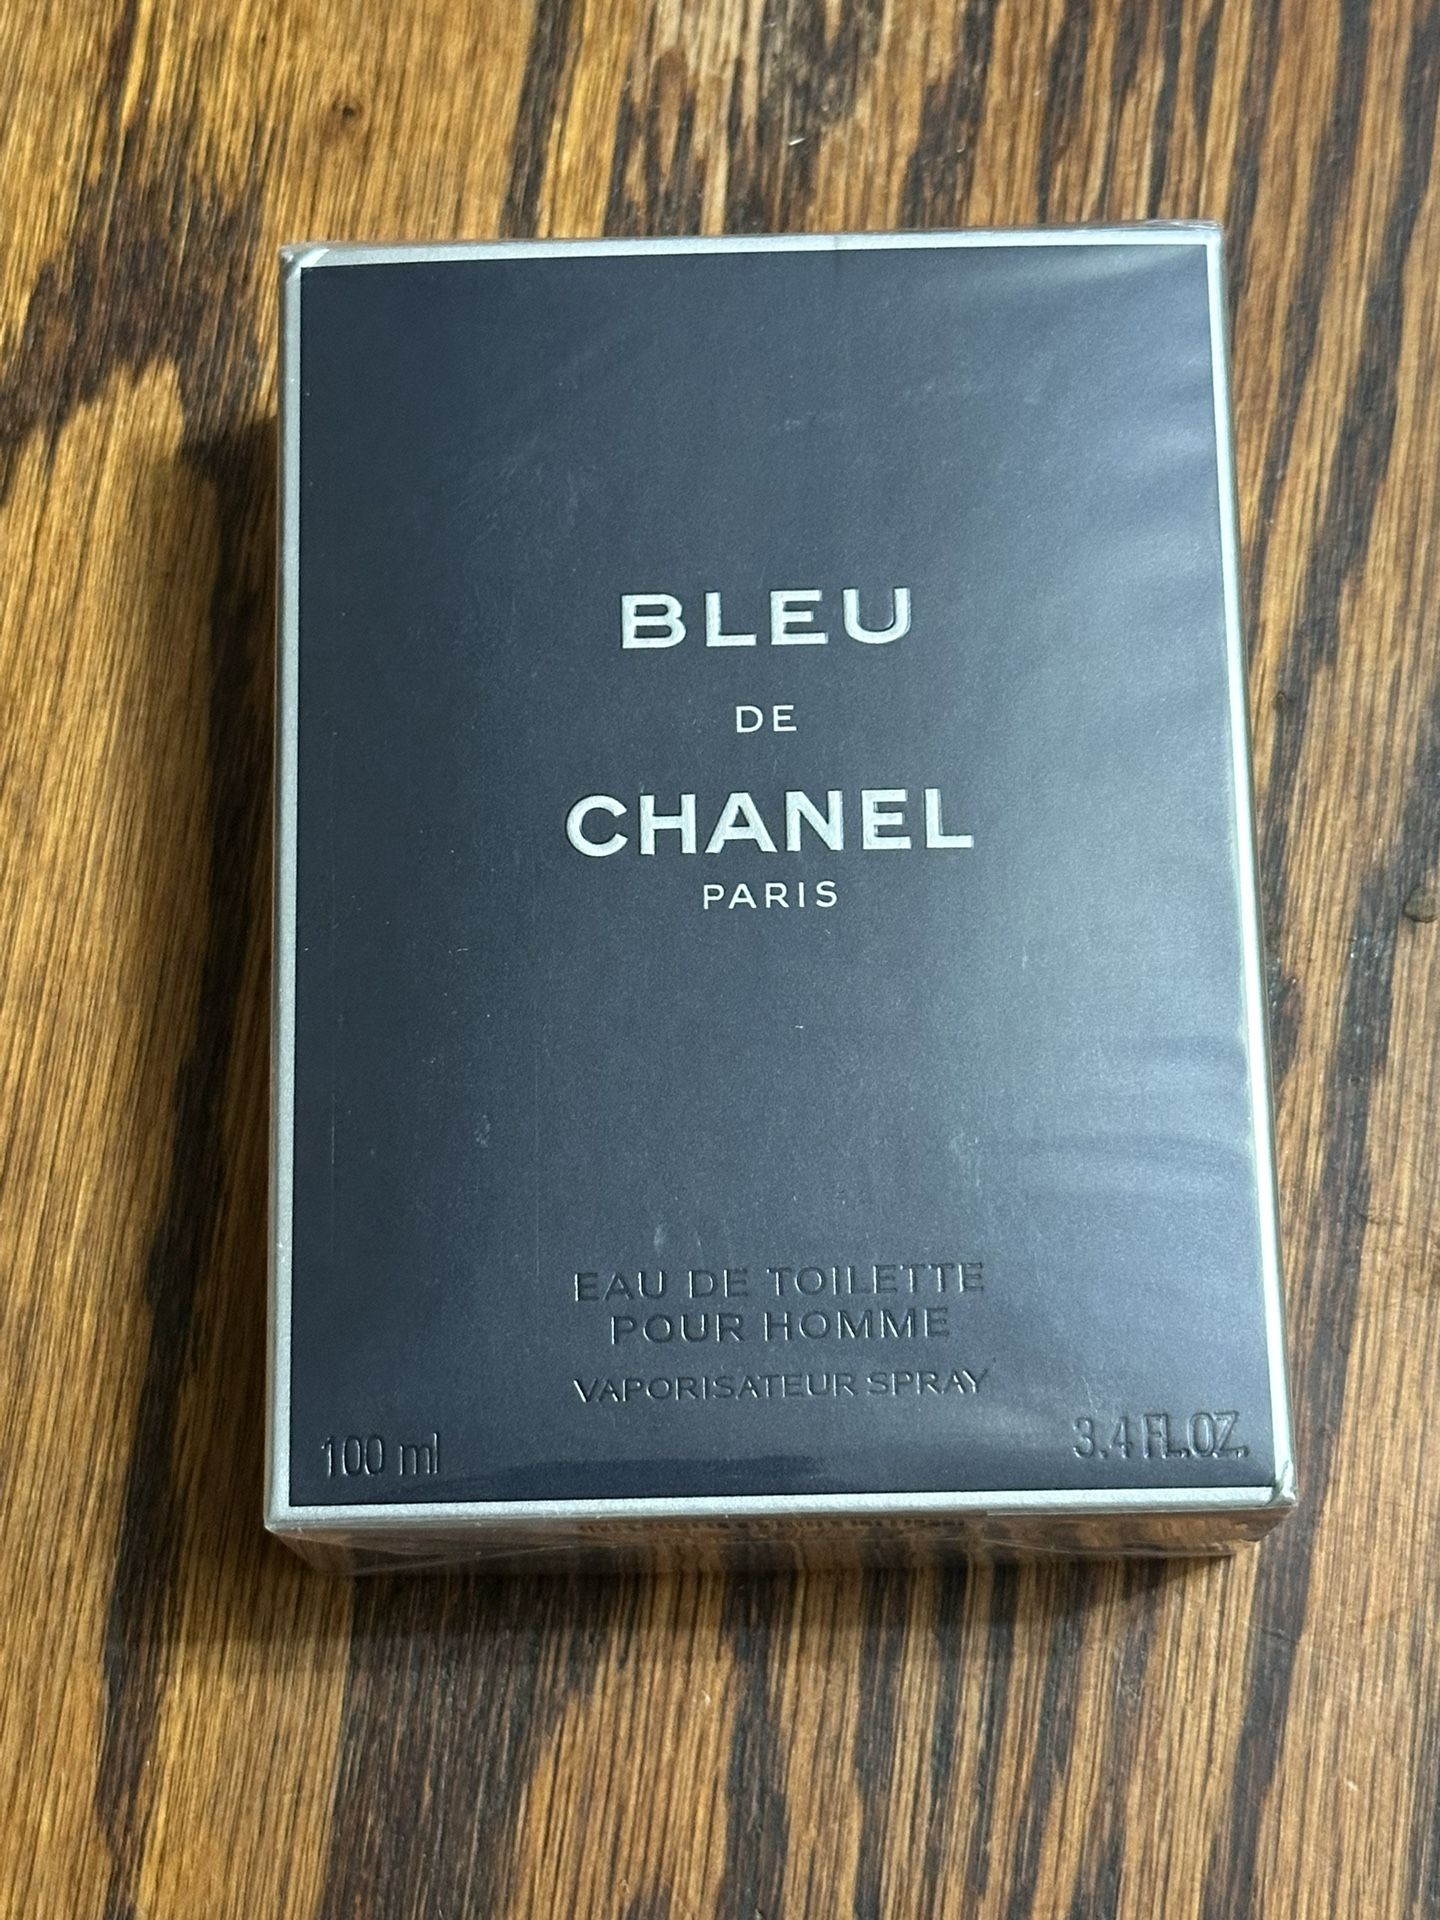 BLEU
DE
CHANEL
PARIS
EAU DE TOILETTE
POUR HOMME
VAPORISATEUR SPRAY
100 ml
3.4 FL.OZ.